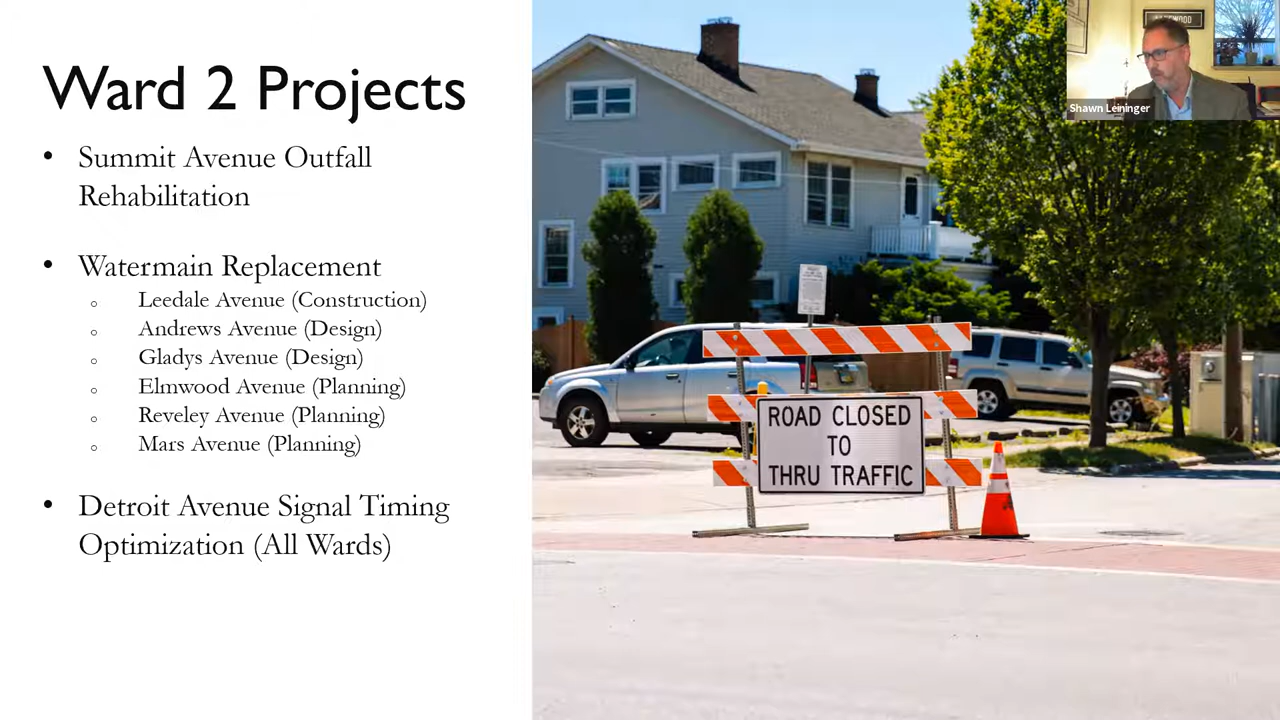 Ward 2 Projects
• Summit Avenue Outfall
Rehabilitation
• Watermain Replacement
○ Leedale Avenue (Construction)
○ Andrews Avenue (Design)
○ Gladys Avenue (Design)
○ Elmwood Avenue (Planning)
○ Reveley Avenue (Planning)
○ Mars Avenue (Planning)
• Detroit Avenue Signal Timing
Optimization (All Wards)
Shawn Leininger
ROAD CLOSED
TO
THRU TRAFFIC